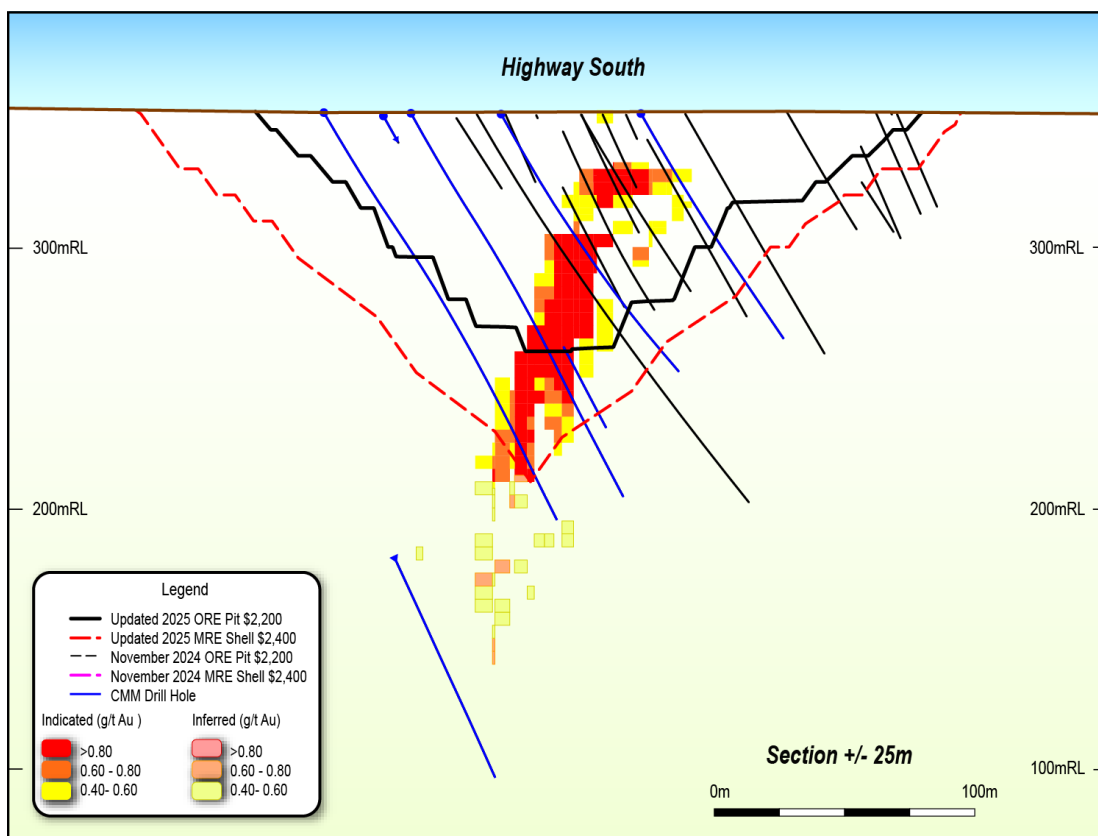 Highway South
300mRL
300mRL
200mRL
200mRL
Legend
Updated 2025 ORE Pit $2,200
Updated 2025 MRE Shell $2,400
November 2024 ORE Pit $2,200
November 2024 MRE Shell $2,400
CMM Drill Hole
Indicated (g/t Au )
Inferred (g/t Au)
>0.80
>0.80
0.60 - 0.80
0.60 - 0.80
0.40- 0.60
0.40- 0.60
Section +/- 25m
100mRL
0m
100m